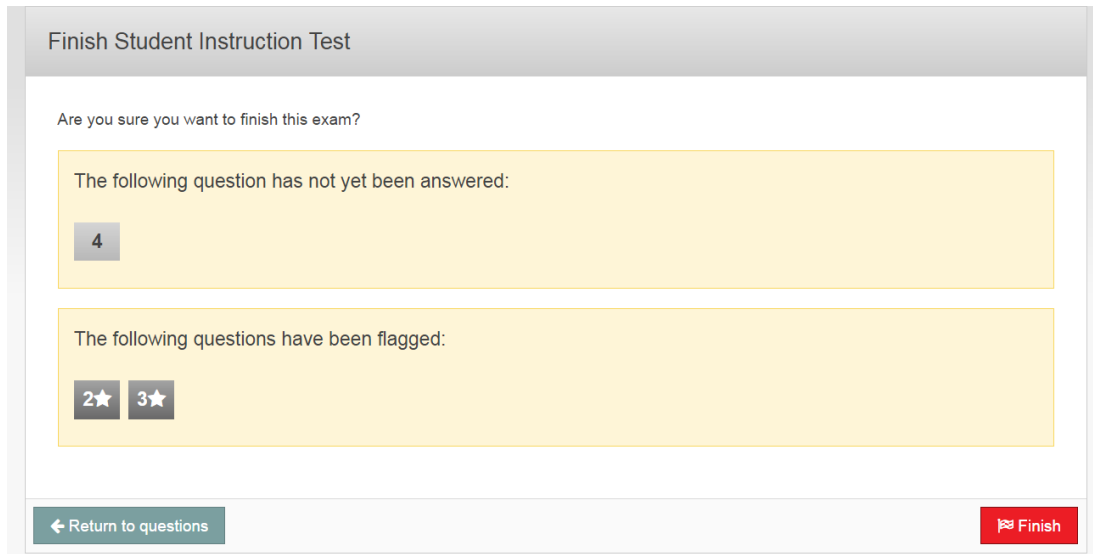 Finish Student Instruction Test
Are you sure you want to finish this exam?
The following question has not yet been answered:
4
The following questions have been flagged:
2★ 3★
Return to questions
Finish